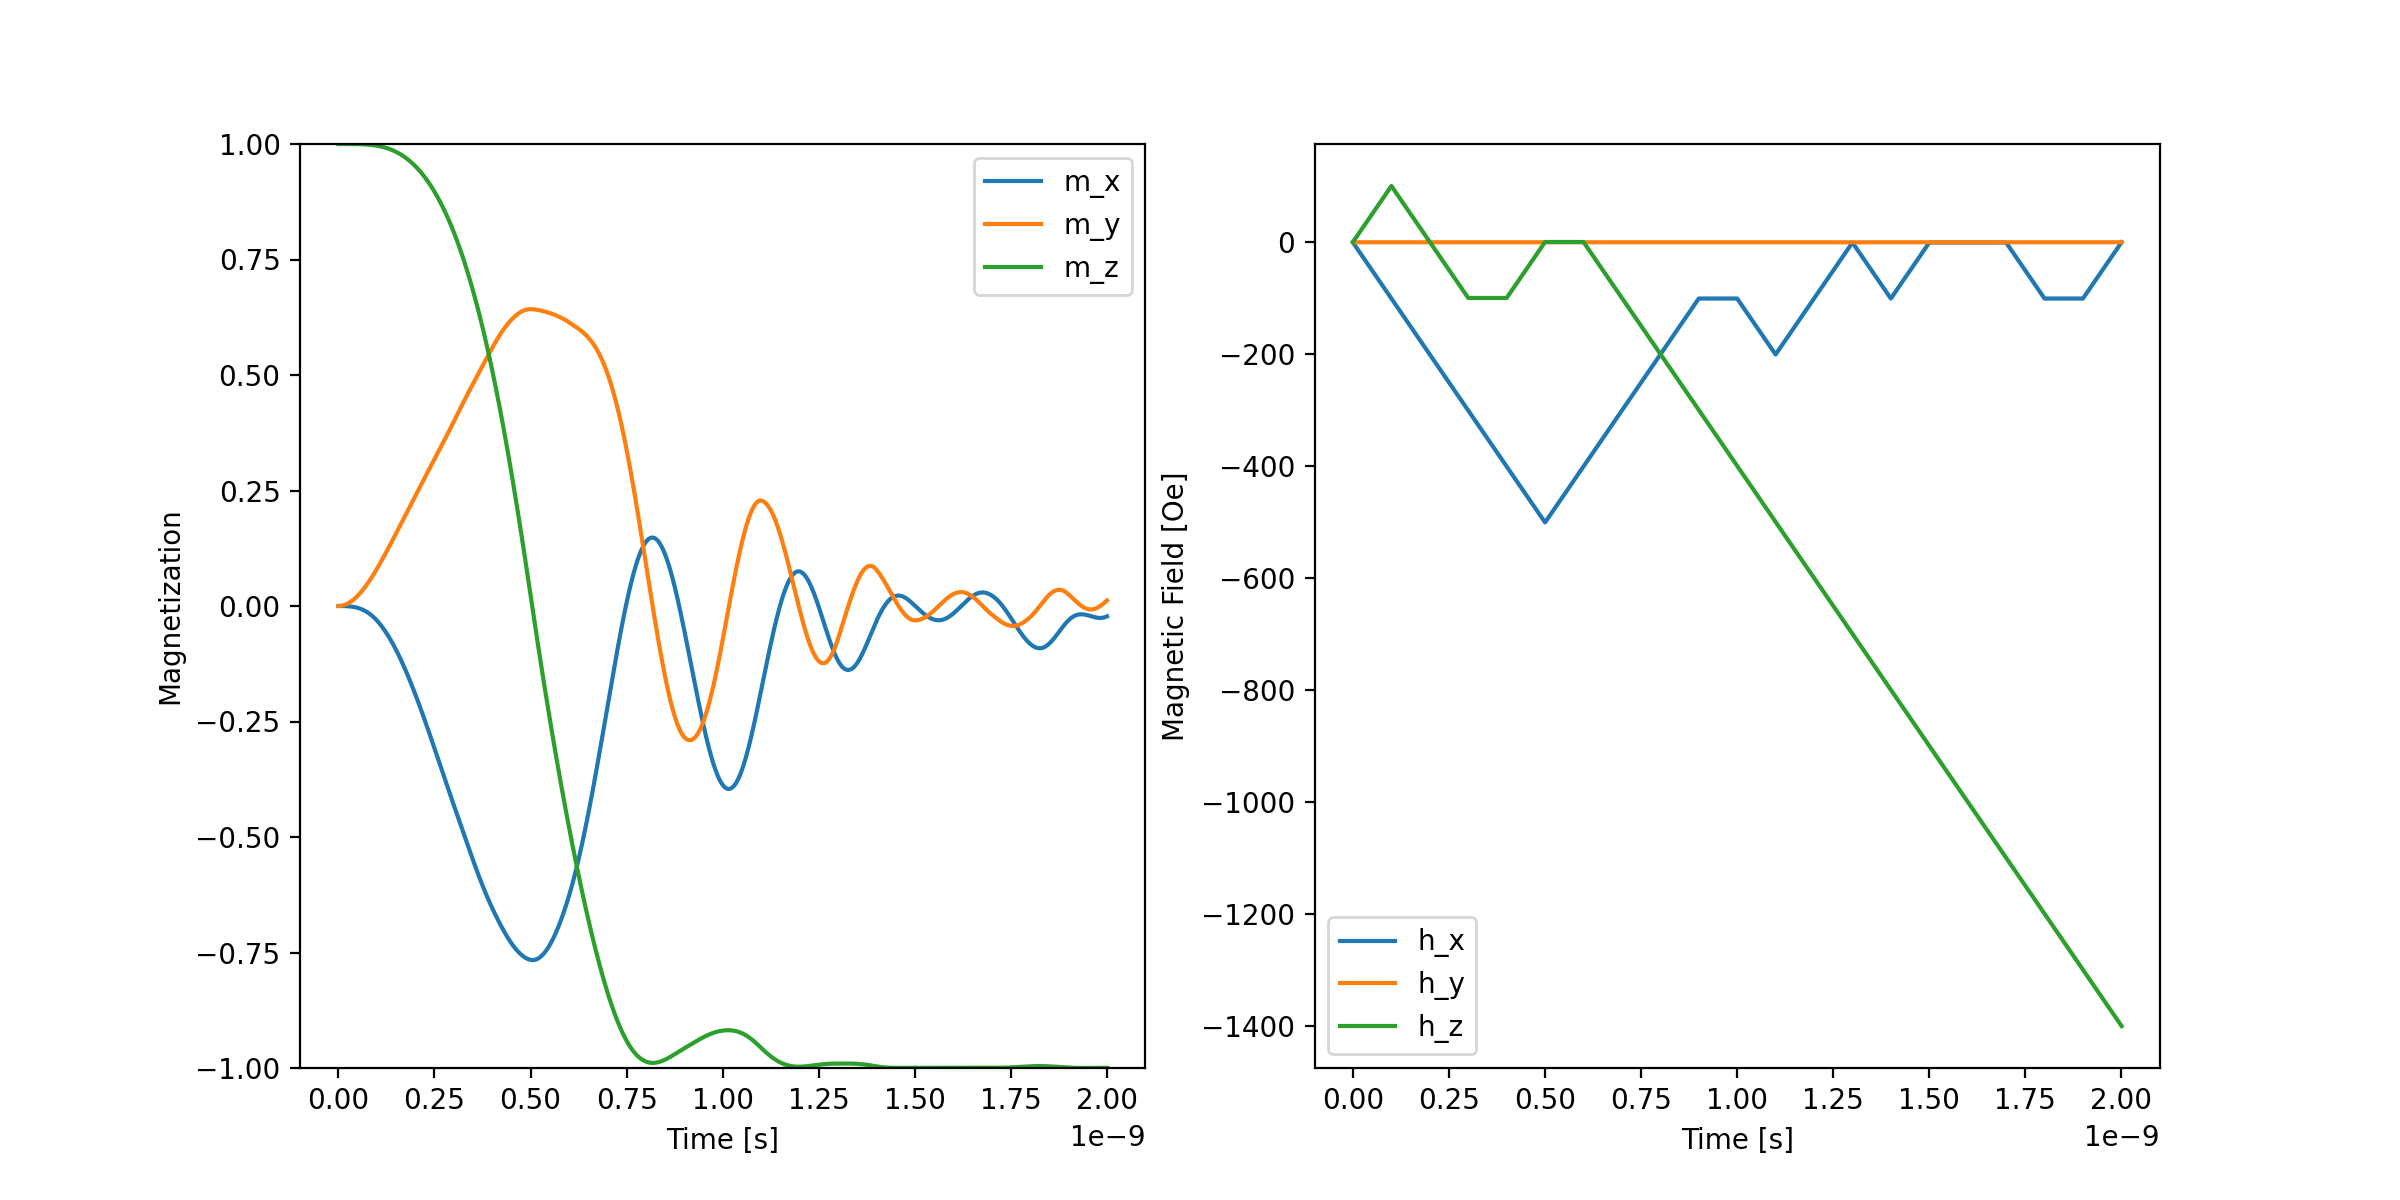 1.00
0.75
0.50
0.25
0.00
−0.25
−0.50
−0.75
−1.00
Magnetization
m_x
m_y
m_z
0.00 0.25 0.50 0.75 1.00 1.25 1.50 1.75 2.00
1e−9
Time [s]
0
−200
−400
−600
−800
−1000
−1200
−1400
Magnetic Field [Oe]
h_x
h_y
h_z
0.00 0.25 0.50 0.75 1.00 1.25 1.50 1.75 2.00
1e−9
Time [s]